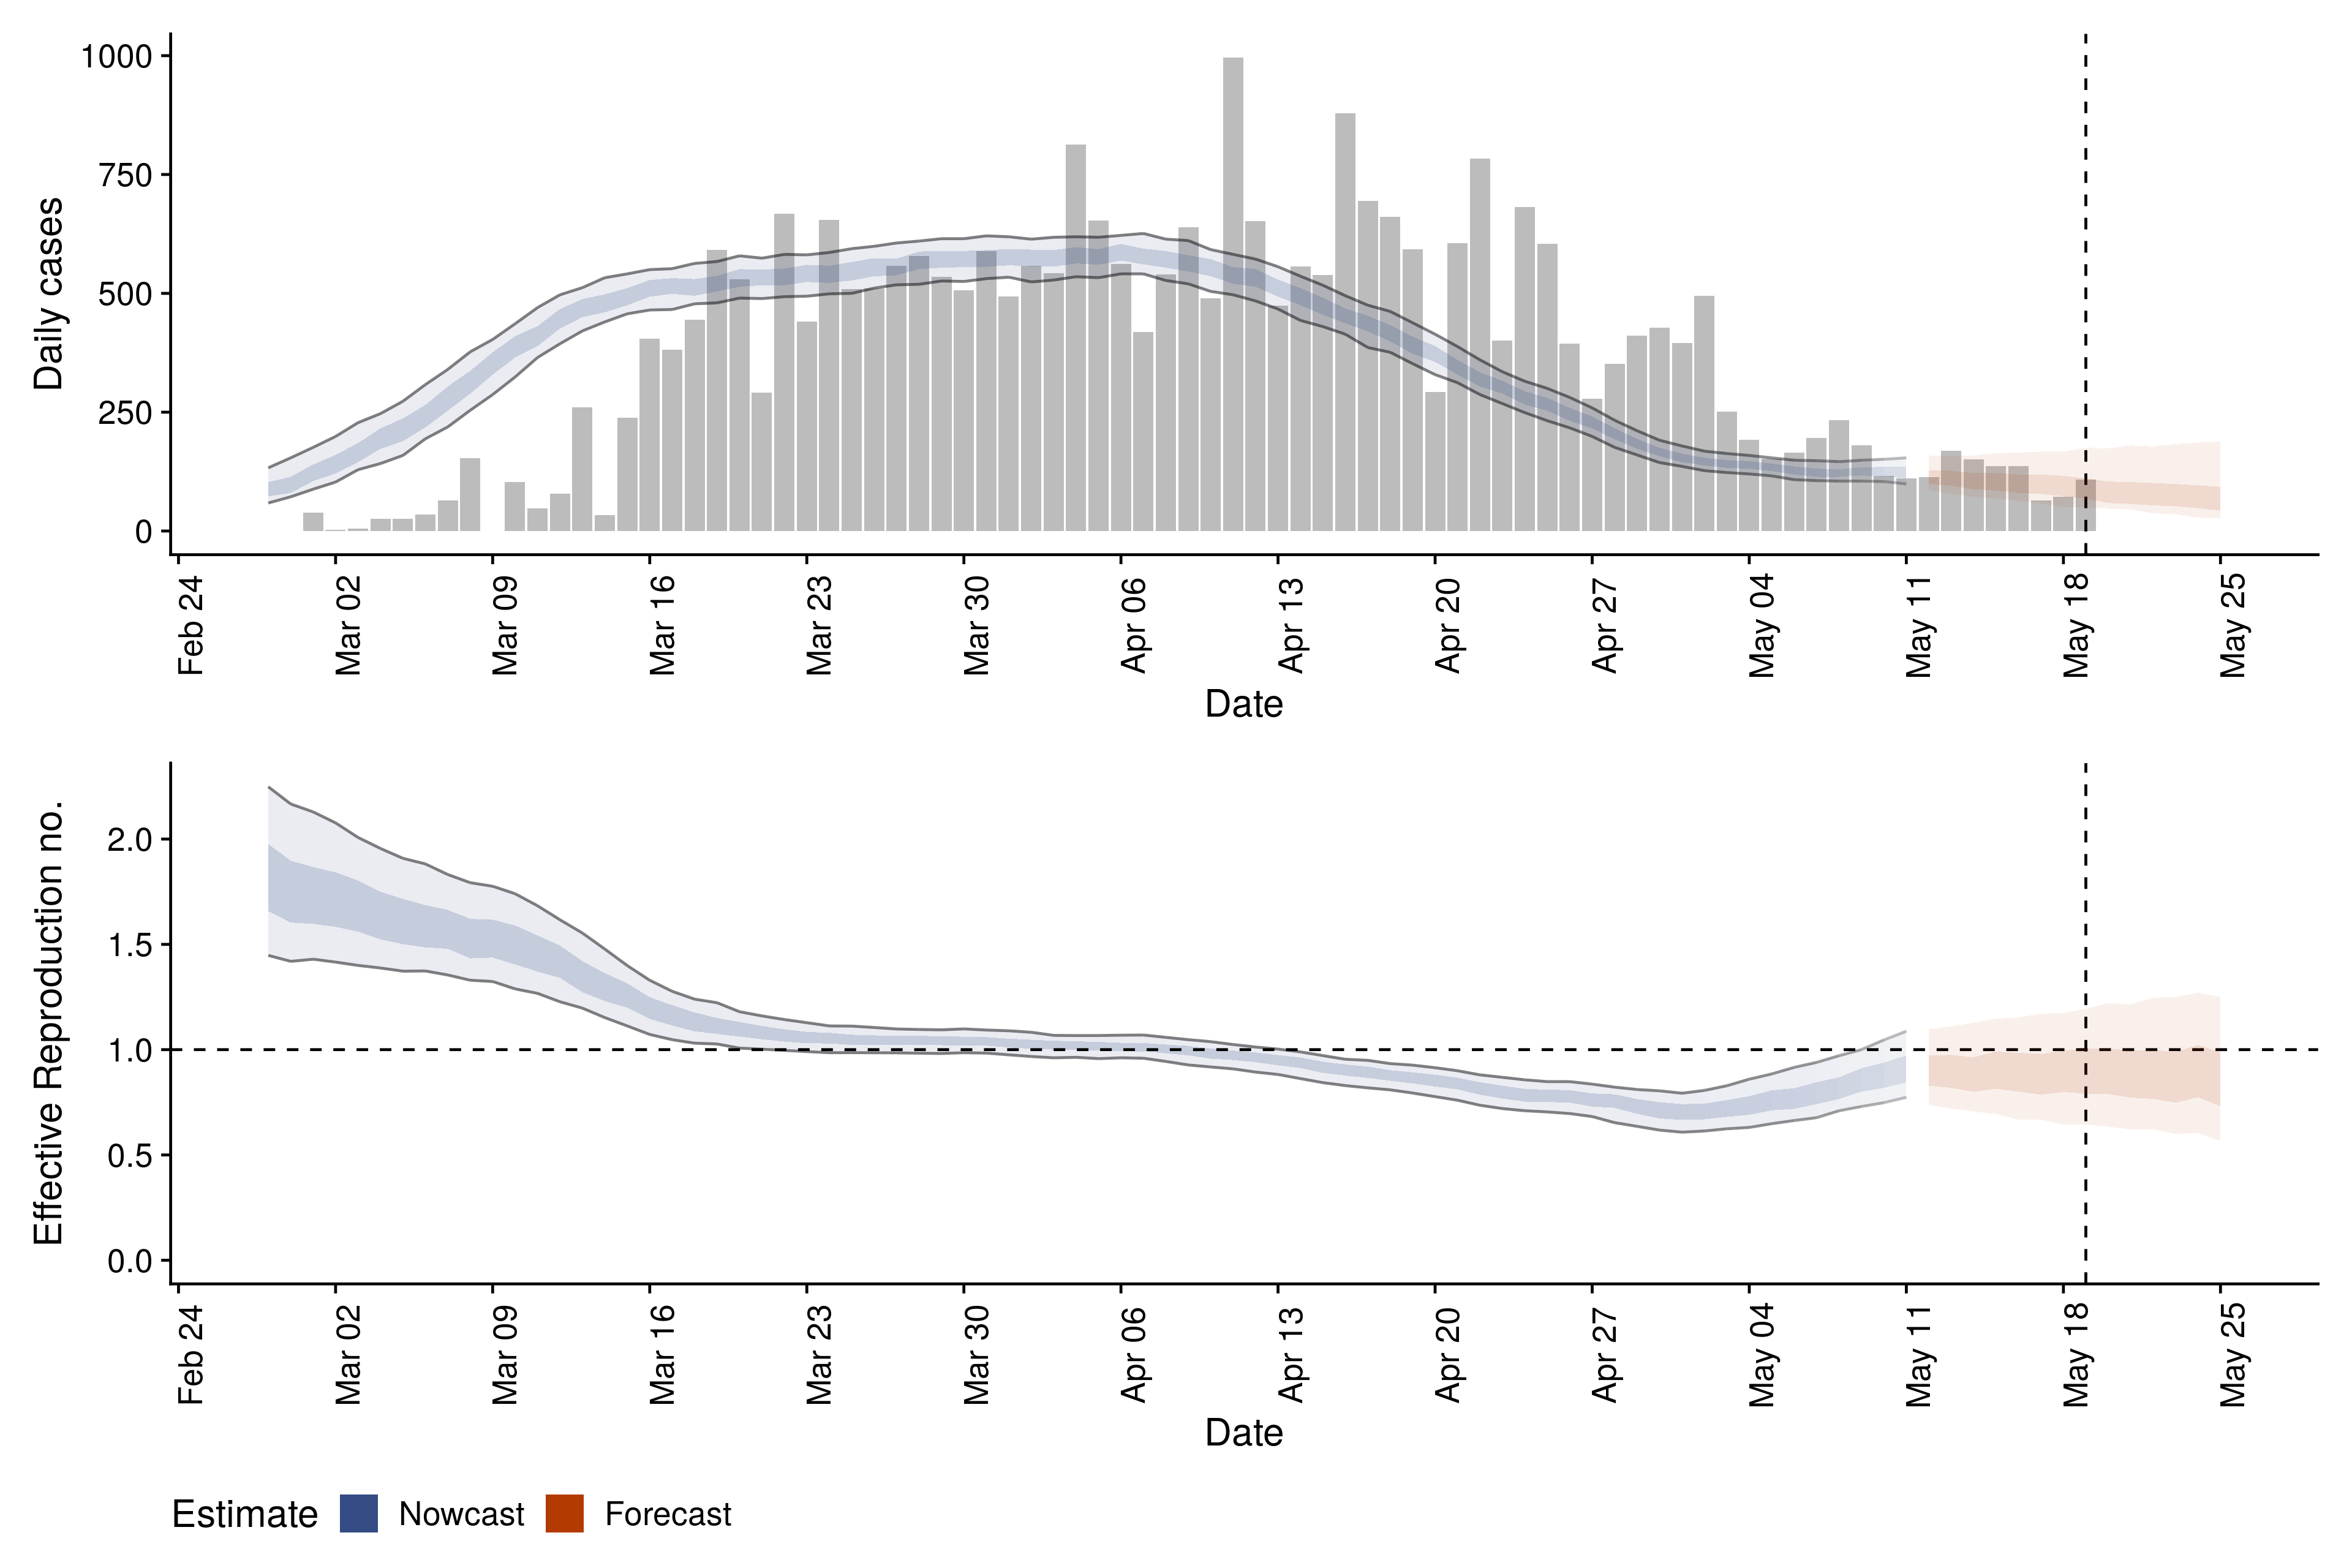 1000
750
500
250
0
Daily cases
Feb 24
Mar 02
Mar 09
Mar 16
Mar 23
Mar 30
Apr 06
Apr 13
Apr 20
Apr 27
May 04
May 11
May 18
May 25
Date
2.0
1.5
1.0
0.5
0.0
Effective Reproduction no.
Feb 24
Mar 02
Mar 09
Mar 16
Mar 23
Mar 30
Apr 06
Apr 13
Apr 20
Apr 27
May 04
May 11
May 18
May 25
Date
Estimate Nowcast Forecast